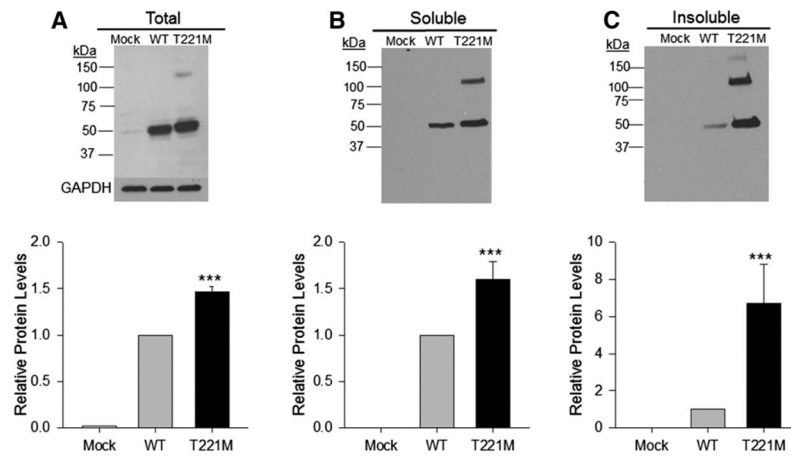 A Total
Mock WT T221M
kDa
150
100
75
50
37
GAPDH
Relative Protein Levels
2.0
***
1.5
1.0
0.5
0.0
Mock WT T221M
B Soluble
Mock WT T221M
kDa
150
100
75
50
37
Relative Protein Levels
2.0
***
1.5
1.0
0.5
0.0
Mock WT T221M
C Insoluble
Mock WT T221M
kDa
150
100
75
50
37
Relative Protein Levels
10
***
8
6
4
2
0
Mock WT T221M